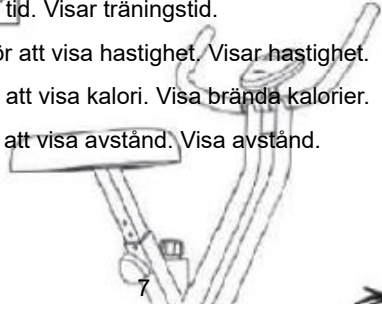 tid. Visar träningstid.
ör att visa hastighet. Visar hastighet.
att visa kalori. Visa brända kalorier.
att visa avstånd. Visa avstånd.
7